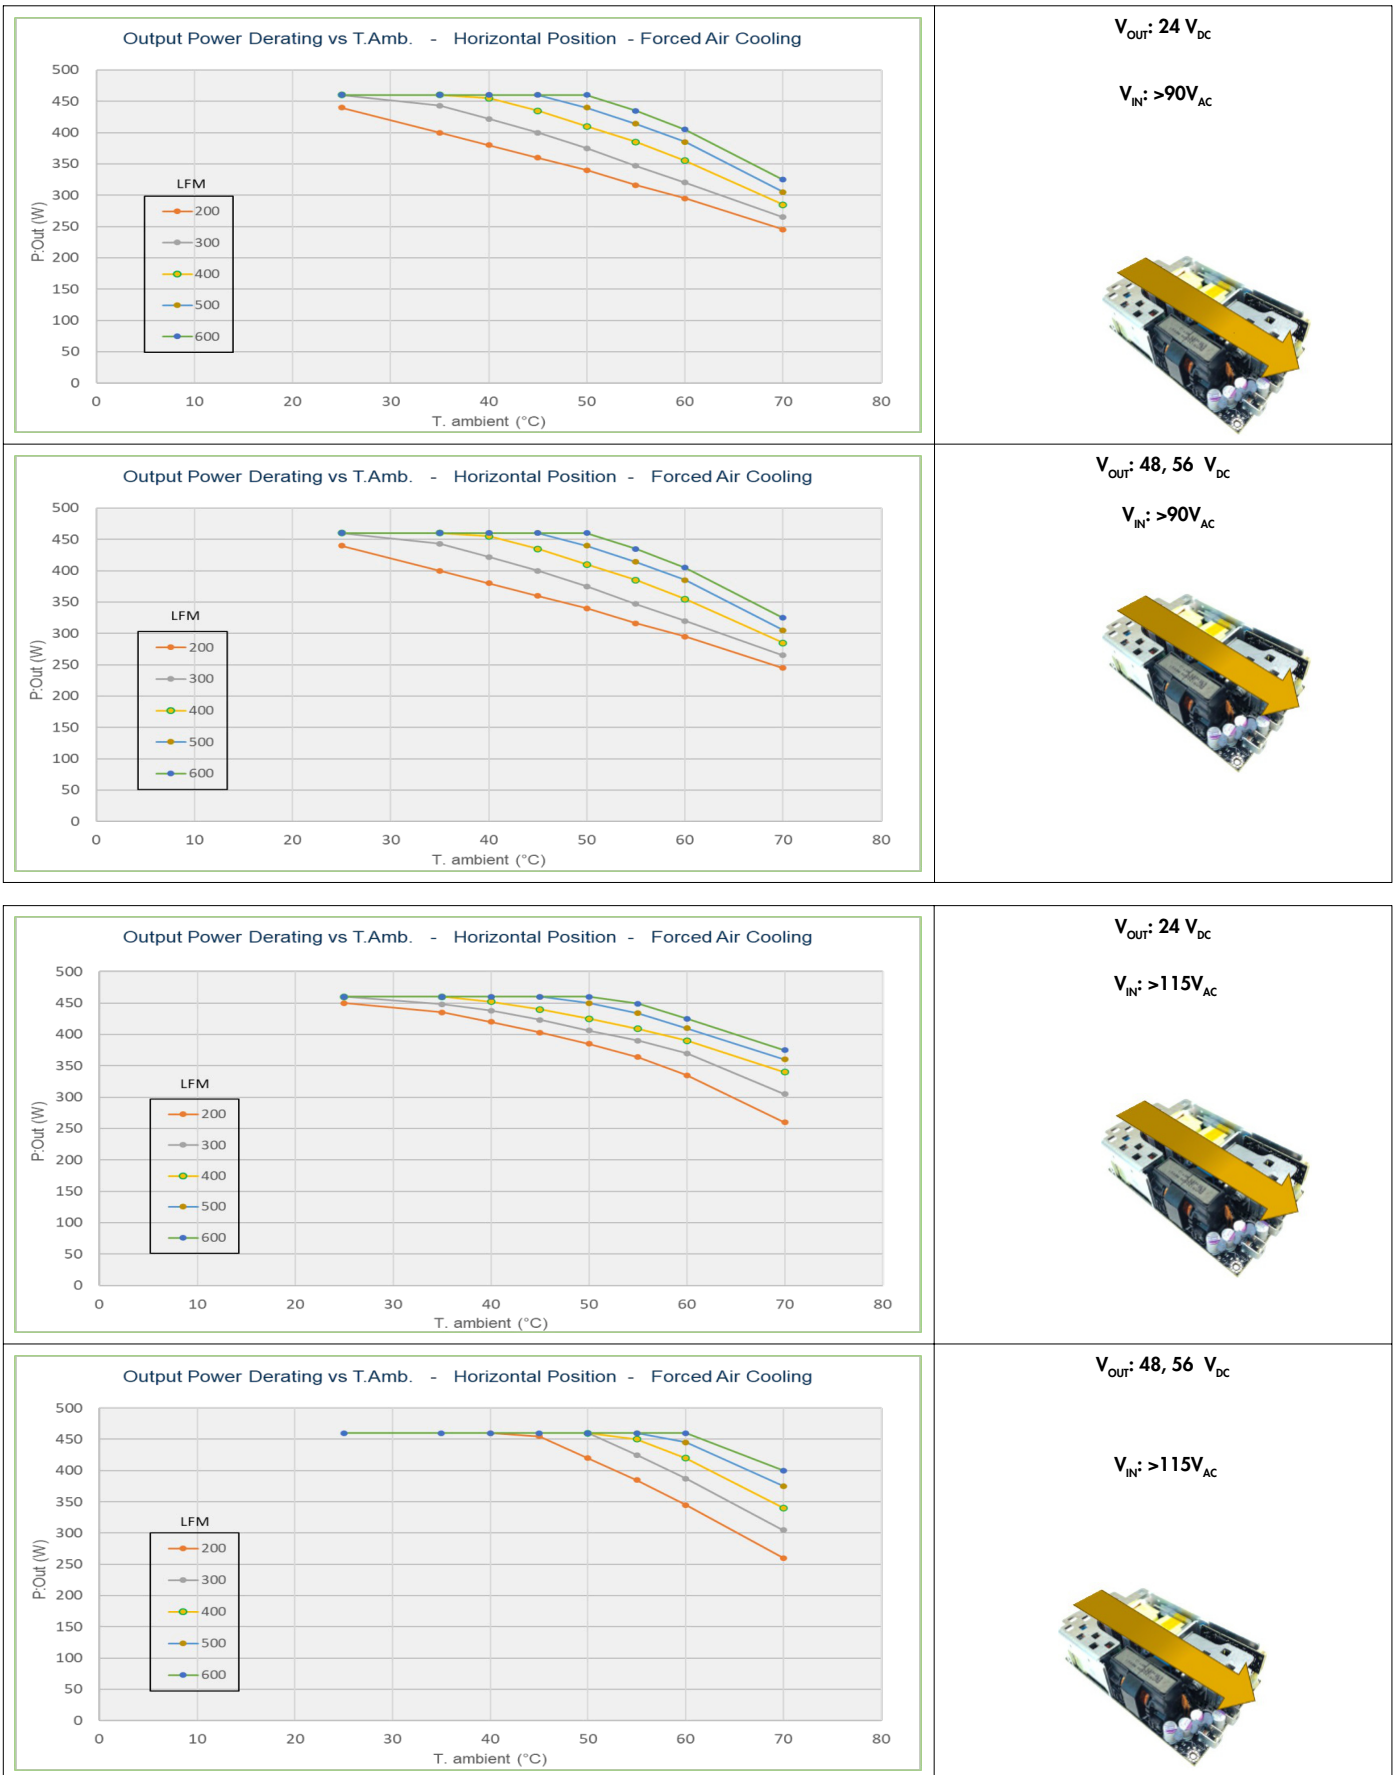 Output Power Derating vs T.Amb. - Horizontal Position - Forced Air Cooling
500
450
400
350
300
250
200
150
100
50
0
P:Out (W)
LFM
200
300
400
500
600
0 10 20 30 40 50 60 70 80
T. ambient (°C)
VOUT: 24 VDC
VIN: >90VAC
Output Power Derating vs T.Amb. - Horizontal Position - Forced Air Cooling
500
450
400
350
300
250
200
150
100
50
0
P:Out (W)
LFM
200
300
400
500
600
0 10 20 30 40 50 60 70 80
T. ambient (°C)
VOUT: 48, 56 VDC
VIN: >90VAC
Output Power Derating vs T.Amb. - Horizontal Position - Forced Air Cooling
500
450
400
350
300
250
200
150
100
50
0
P:Out (W)
LFM
200
300
400
500
600
0 10 20 30 40 50 60 70 80
T. ambient (°C)
VOUT: 24 VDC
VIN: >115VAC
Output Power Derating vs T.Amb. - Horizontal Position - Forced Air Cooling
500
450
400
350
300
250
200
150
100
50
0
P:Out (W)
LFM
200
300
400
500
600
0 10 20 30 40 50 60 70 80
T. ambient (°C)
VOUT: 48, 56 VDC
VIN: >115VAC